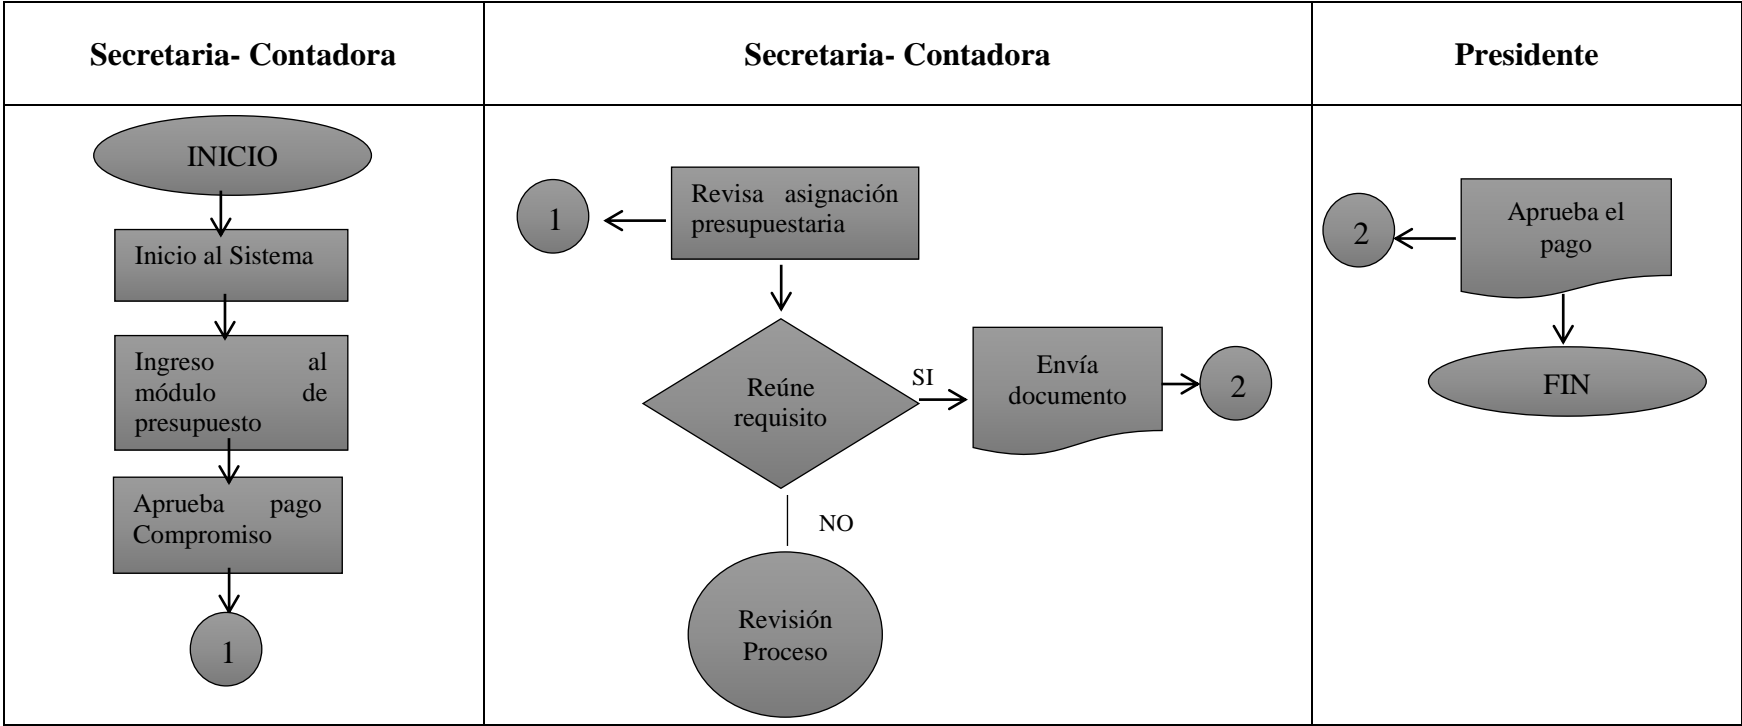 Secretaria- Contadora
Secretaria- Contadora
Presidente
INICIO
Inicio al Sistema
Ingreso al
módulo de
presupuesto
Aprueba pago
Compromiso
1
1
Revisa asignación
presupuestaria
Reúne
requisito
SI
Envía
documento
2
NO
Revisión
Proceso
2
Aprueba el
pago
FIN